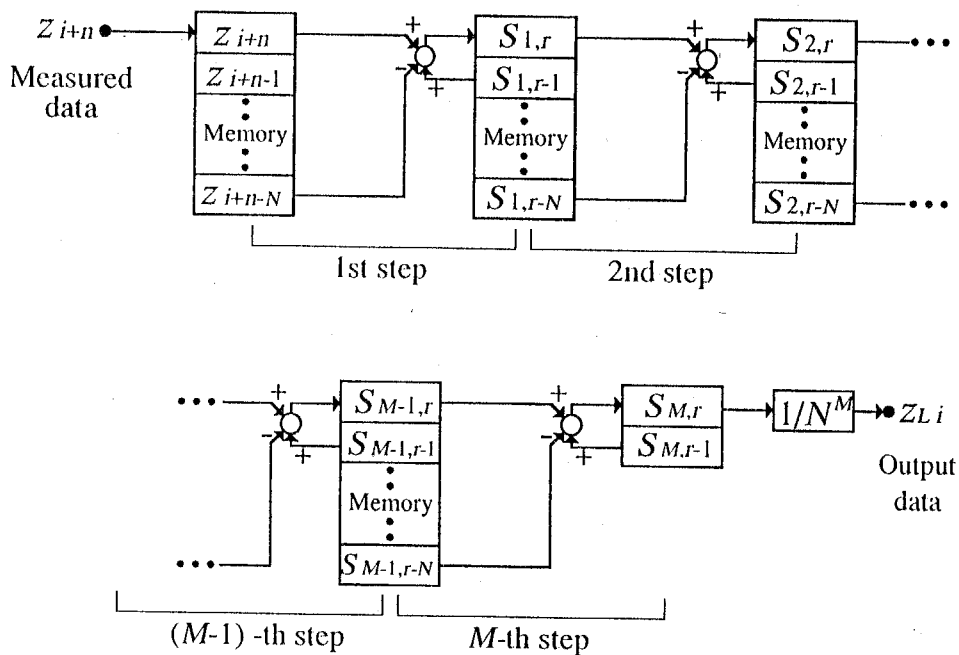 Z i+n
Measured
data
Z i+n
Z i+n-1
Memory
Z i+n-N
+
-
+
S1,r
S1,r-1
Memory
S1,r-N
+
-
+
S2,r
S2,r-1
Memory
S2,r-N
1st step
2nd step
+
-
+
SM-1,r
SM-1,r-1
Memory
SM-1,r-N
+
-
+
SM,r
SM,r-1
1/N^M
ZL i
Output
data
(M-1) -th step
M-th step